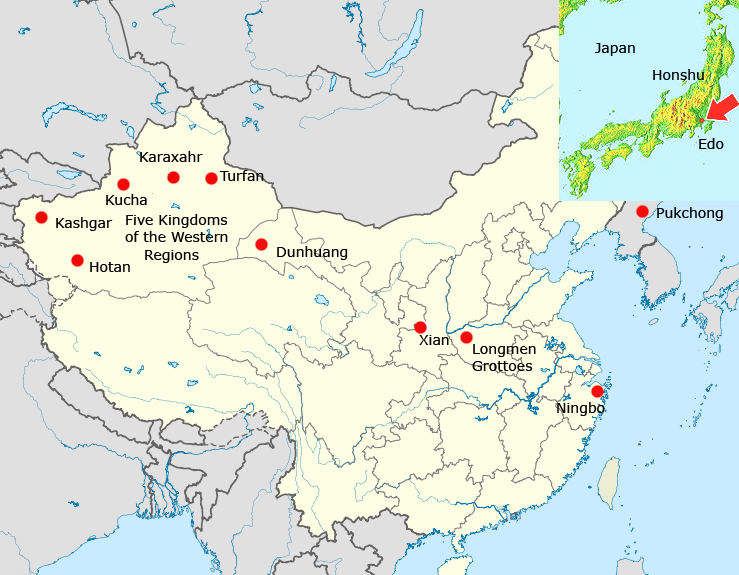 Japan
Honshu
Edo
Karaxahr
Turfan
Kucha
Kashgar
Five Kingdoms
of the Western
Regions
Pukchong
Dunhuang
Hotan
Xian
Longmen
Grottoes
Ningbo